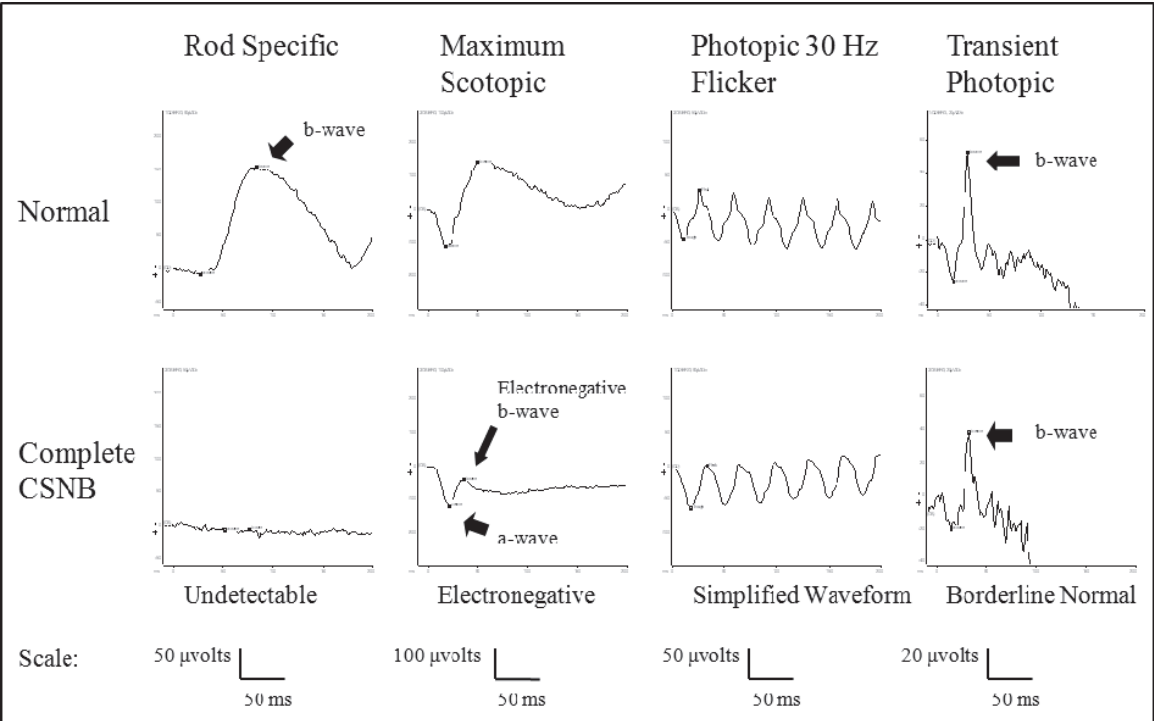 Rod Specific
Maximum
Scotopic
Photopic 30 Hz
Flicker
Transient
Photopic
Normal
b-wave
b-wave
Complete
CSNB
Electronegative
b-wave
a-wave
b-wave
Undetectable
Electronegative
Simplified Waveform
Borderline Normal
Scale:
50 μvolts
50 ms
100 μvolts
50 ms
50 μvolts
50 ms
20 μvolts
50 ms